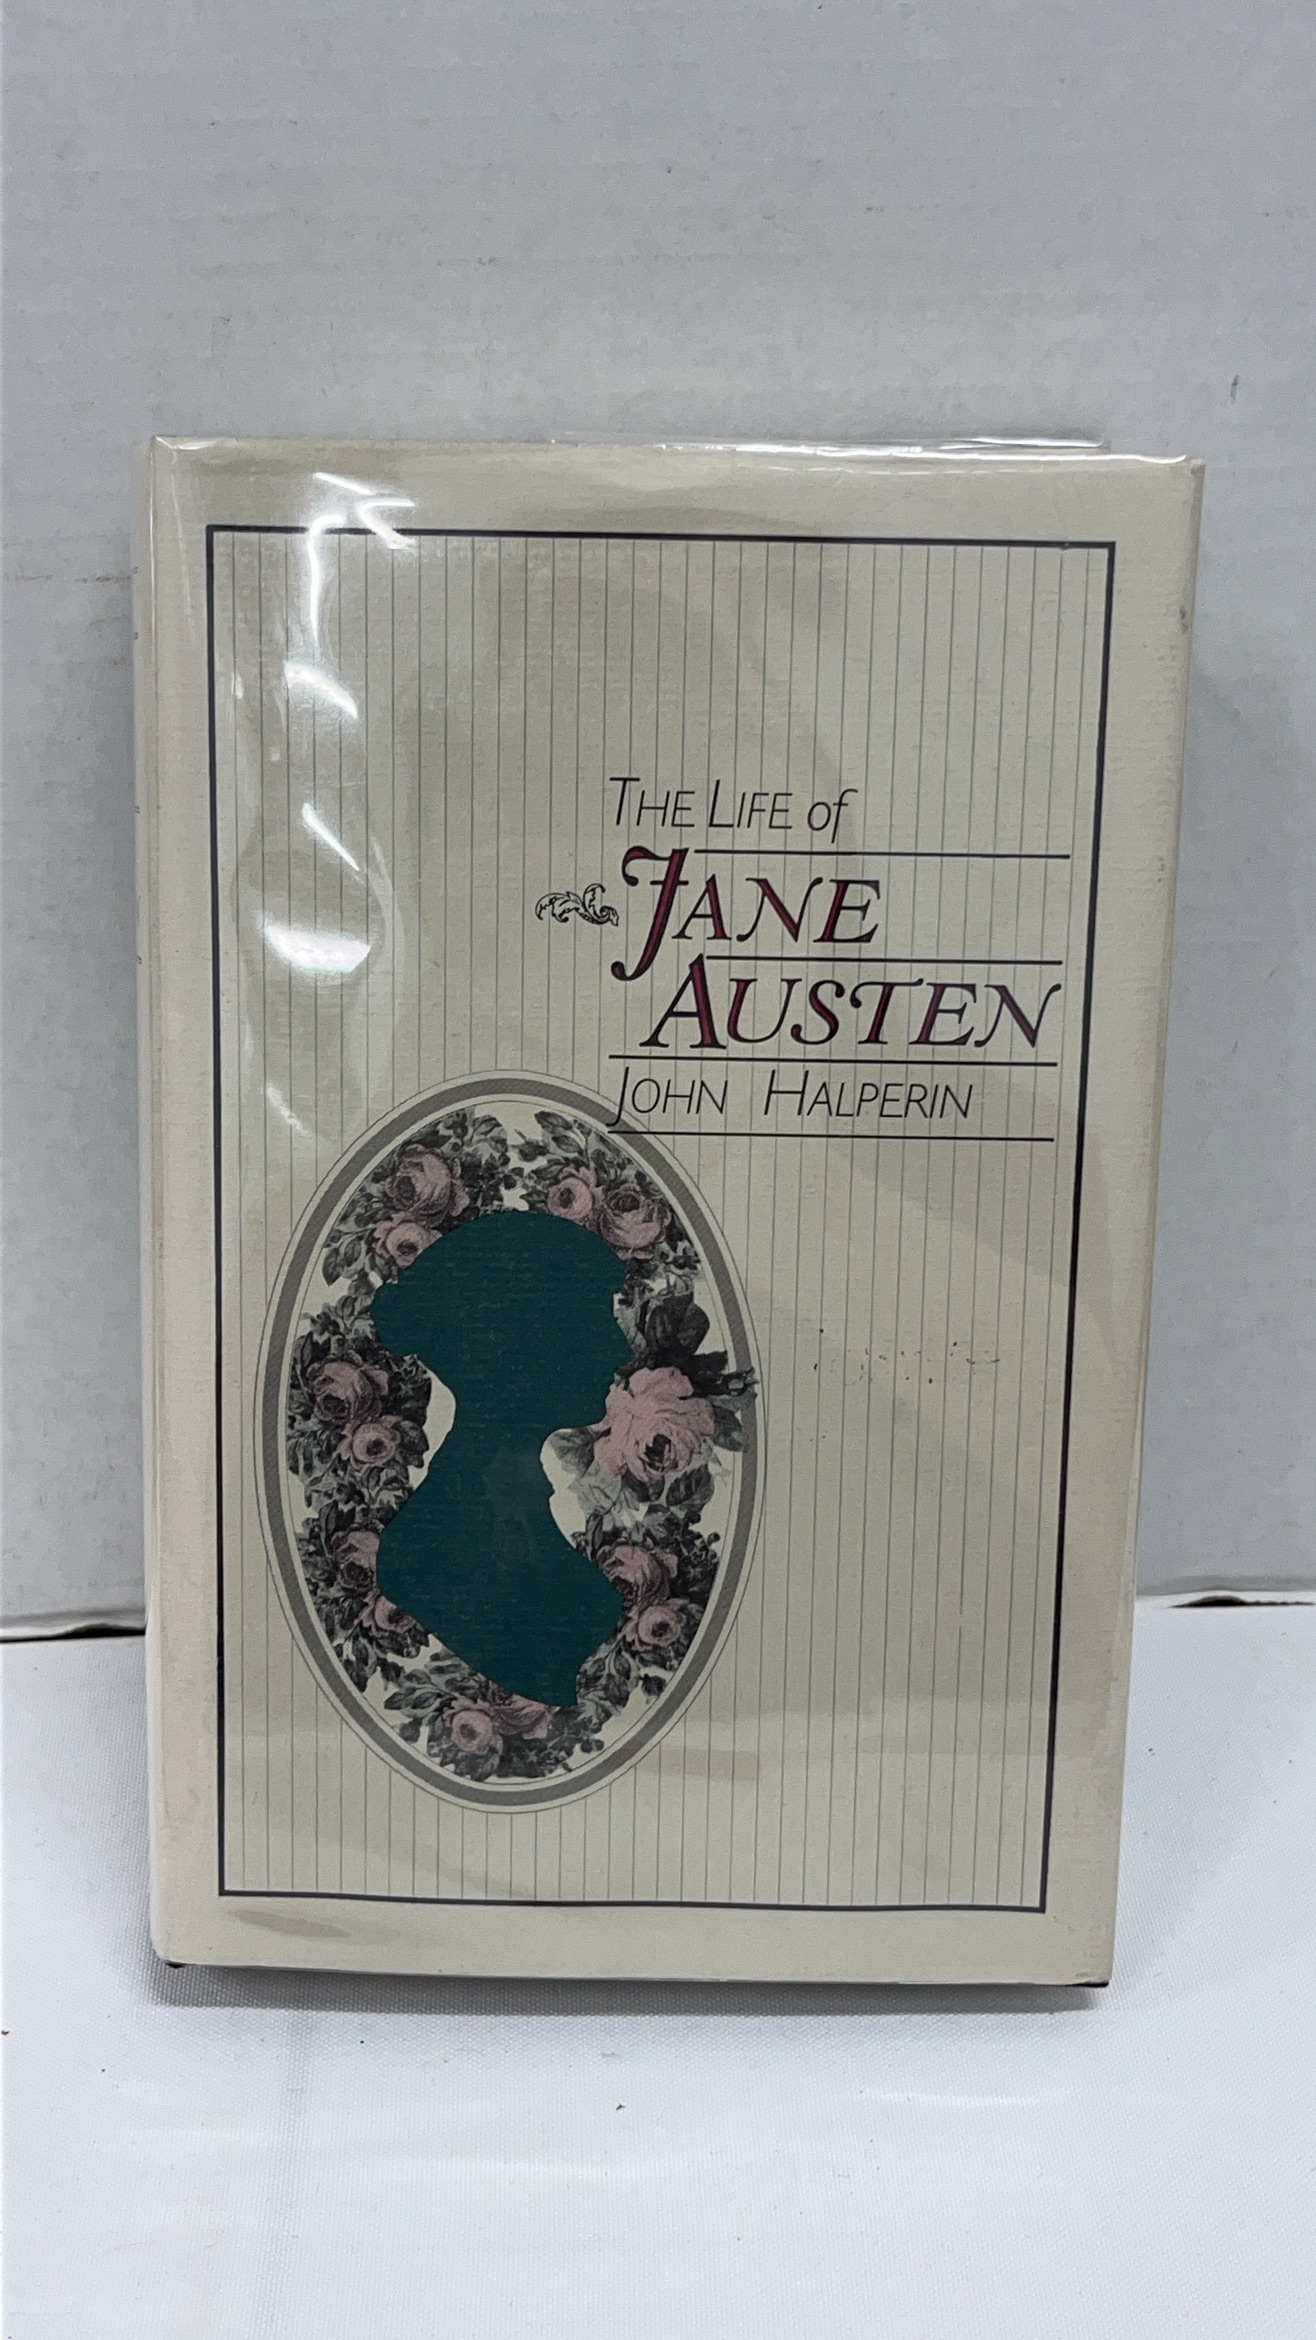 THE LIFE of
JANE
AUSTEN
JOHN HALPERIN